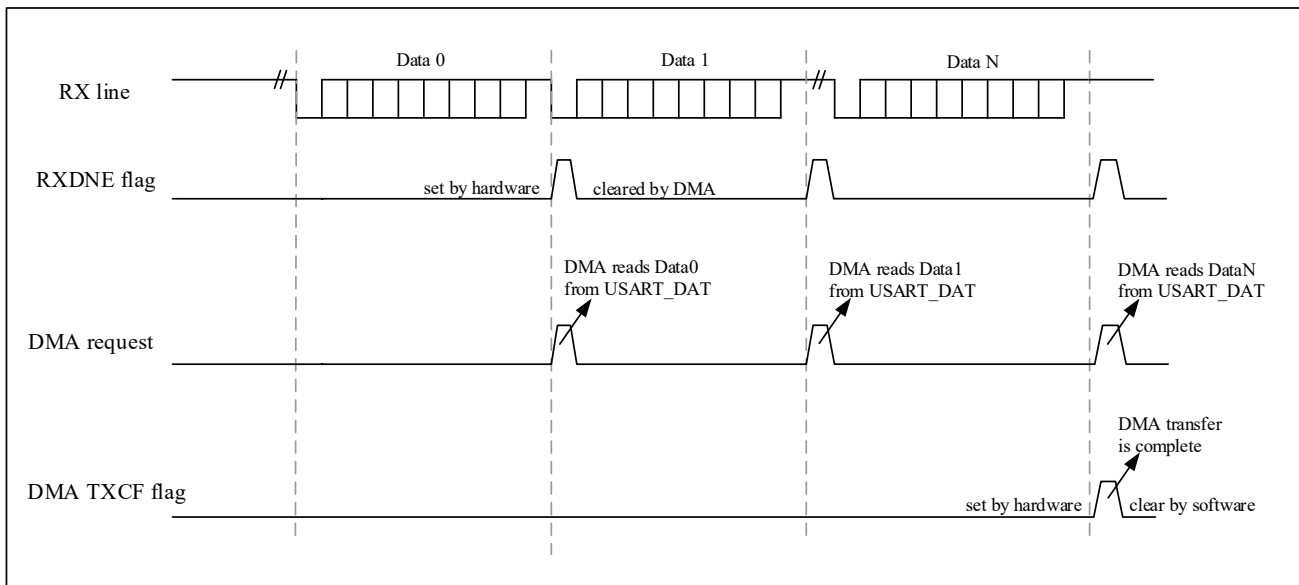 Data 0
Data 1
Data N
RX line
RXDNE flag
set by hardware
cleared by DMA
DMA reads Data0
from USART_DAT
DMA reads Data1
from USART_DAT
DMA reads DataN
from USART_DAT
DMA request
DMA transfer
is complete
DMA TXCF flag
set by hardware
clear by software